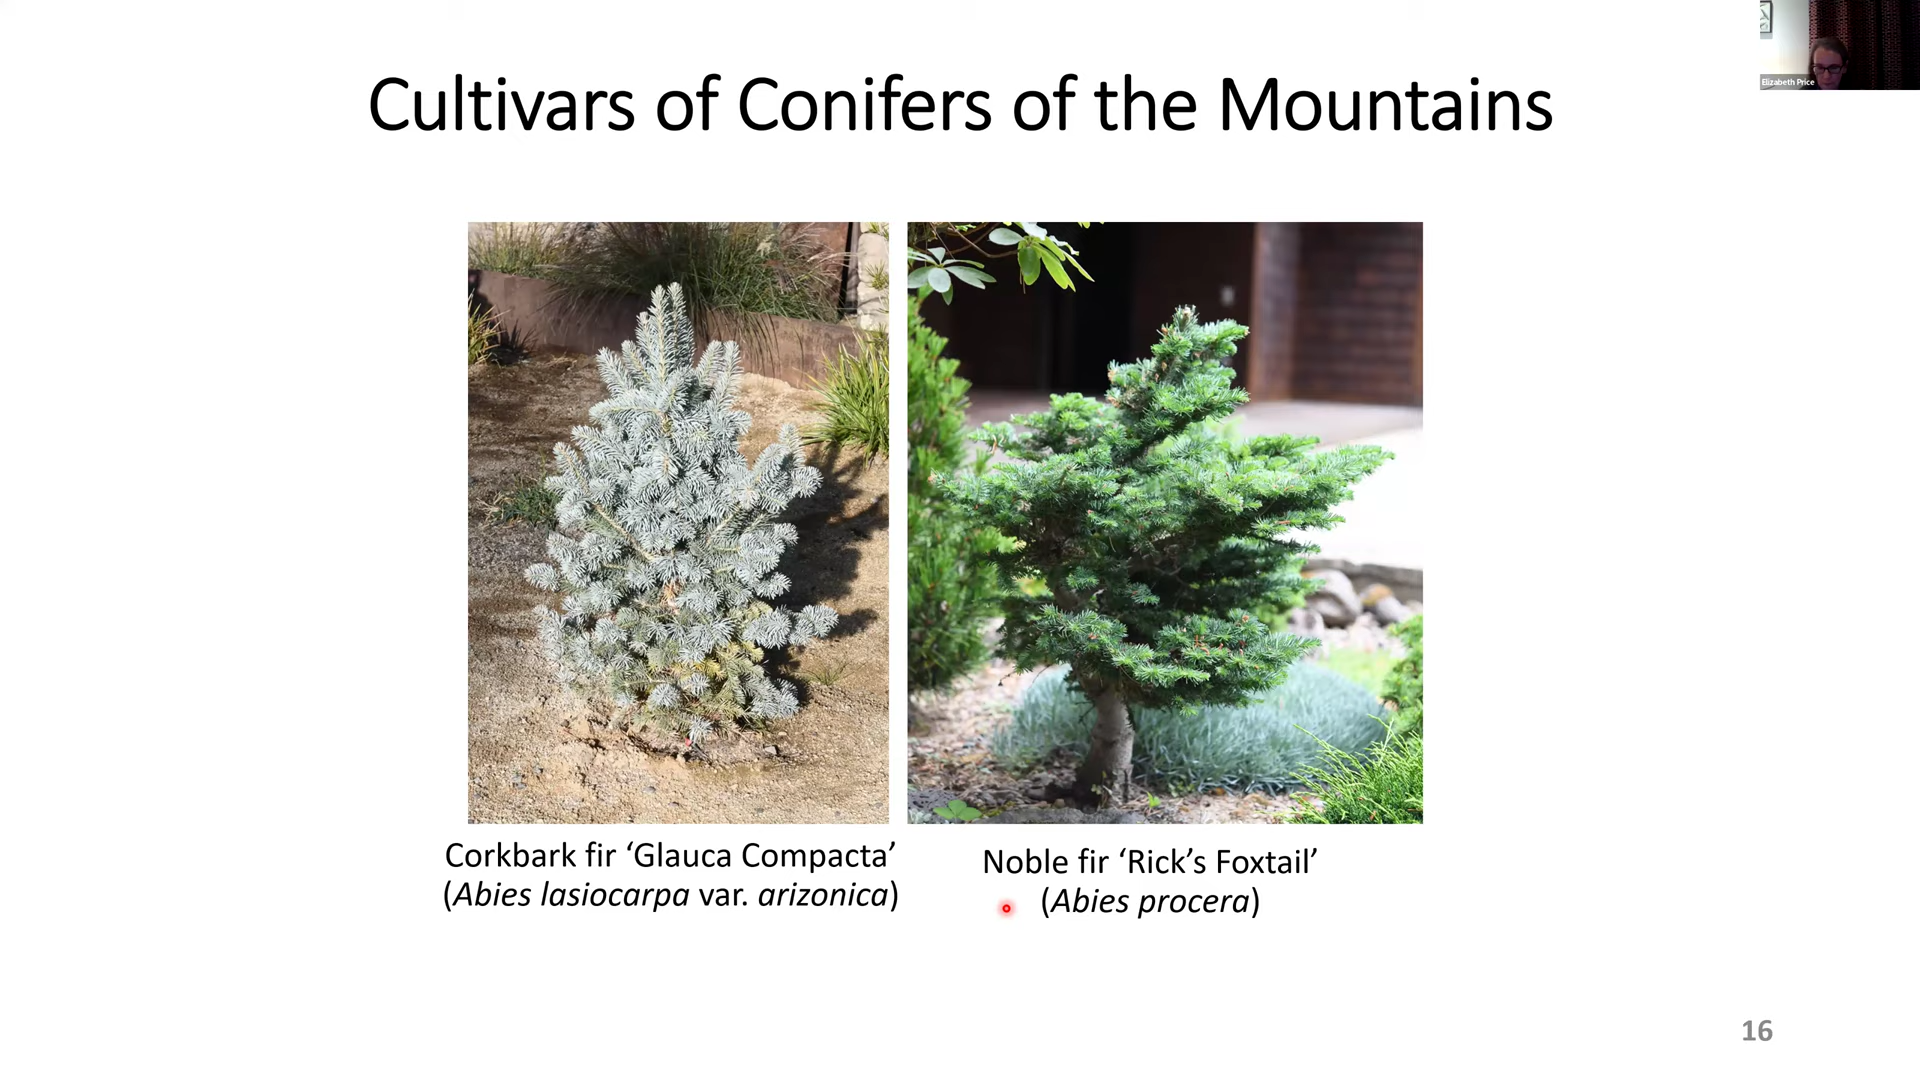 Elizabeth Price
Cultivars of Conifers of the Mountains
Corkbark fir ‘Glauca Compacta’
(Abies lasiocarpa var. arizonica)
Noble fir ‘Rick’s Foxtail’
(Abies procera)
16